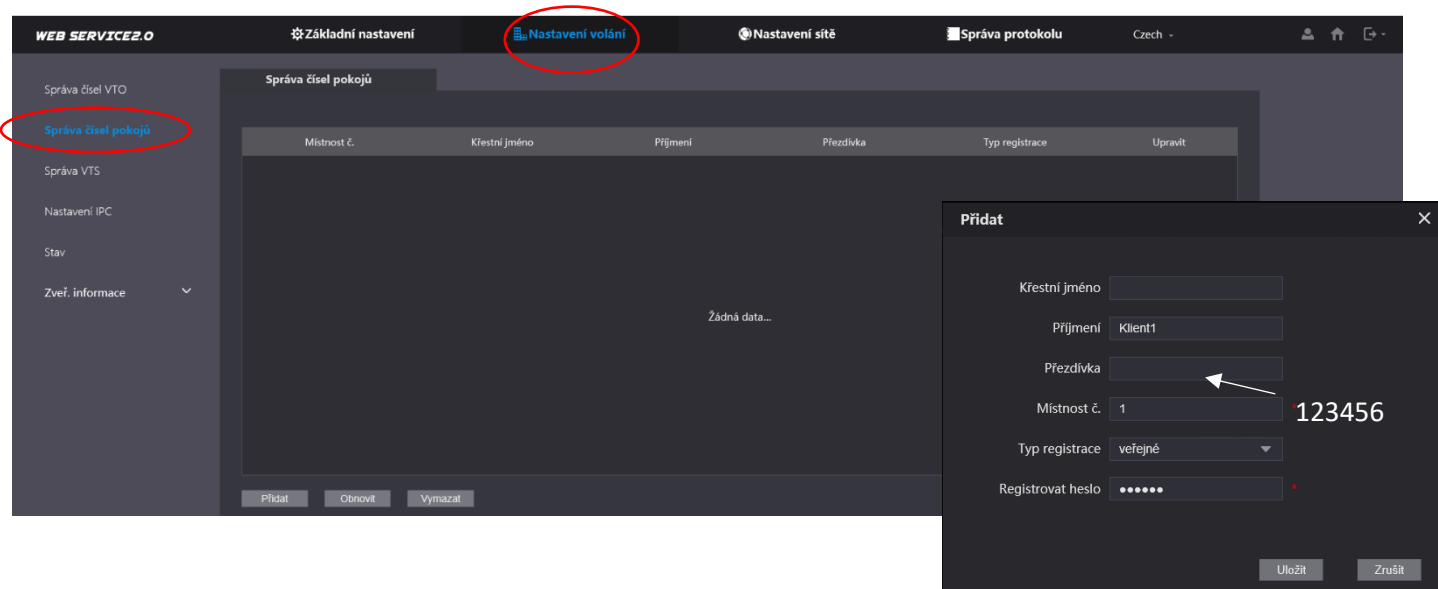 WEB SERVICE2.0
Základní nastavení
Nastavení volání
Nastavení sítě
Správa protokolu
Czech
Správa čísel VTO
Správa čísel pokojů
Správa VTS
Nastavení IPC
Stav
Zveř. informace
Správa čísel pokojů
Místnost č. Křestní jméno Příjmení Přezdívka Typ registrace Upravit
Žádná data...
Přidat Obnovit Vymazat
Přidat
Křestní jméno
Příjmení Klient1
Přezdívka
Místnost č. 1 *
123456
Typ registrace veřejné
Registrovat heslo •••••• *
Uložit Zrušit